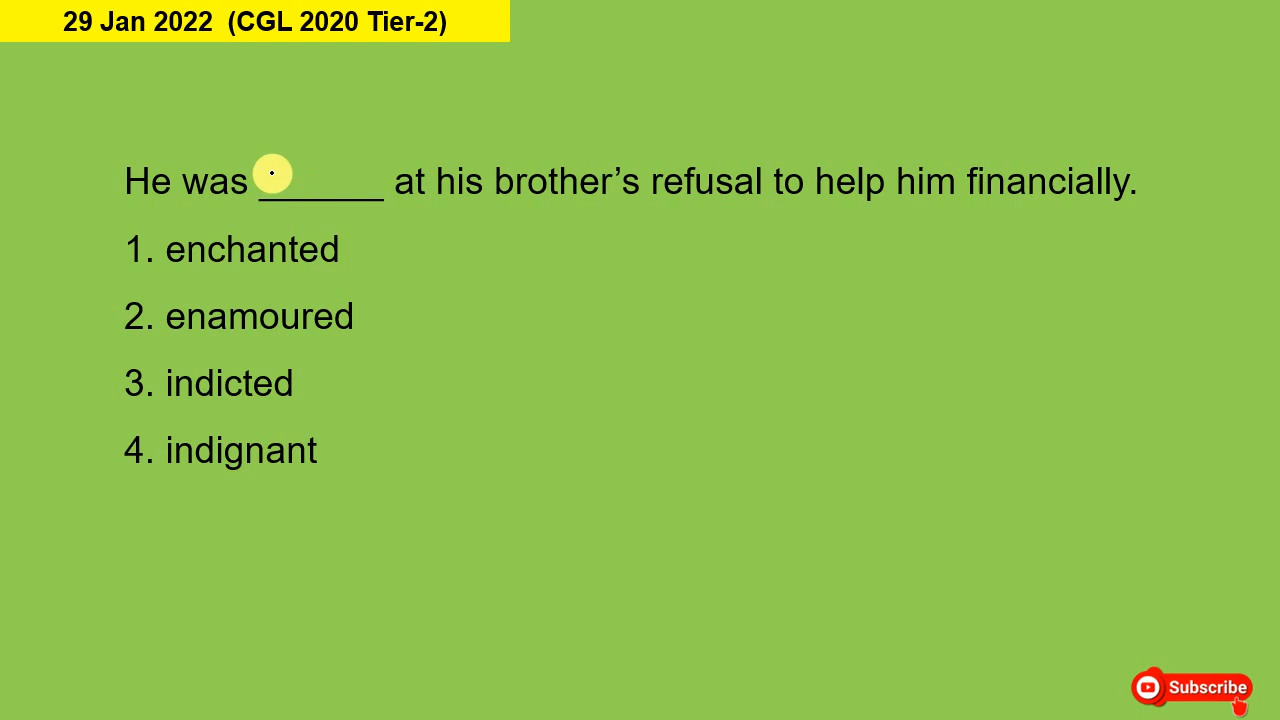 29 Jan 2022 (CGL 2020 Tier-2)
He was ______ at his brother’s refusal to help him financially.
1. enchanted
2. enamoured
3. indicted
4. indignant
Subscribe